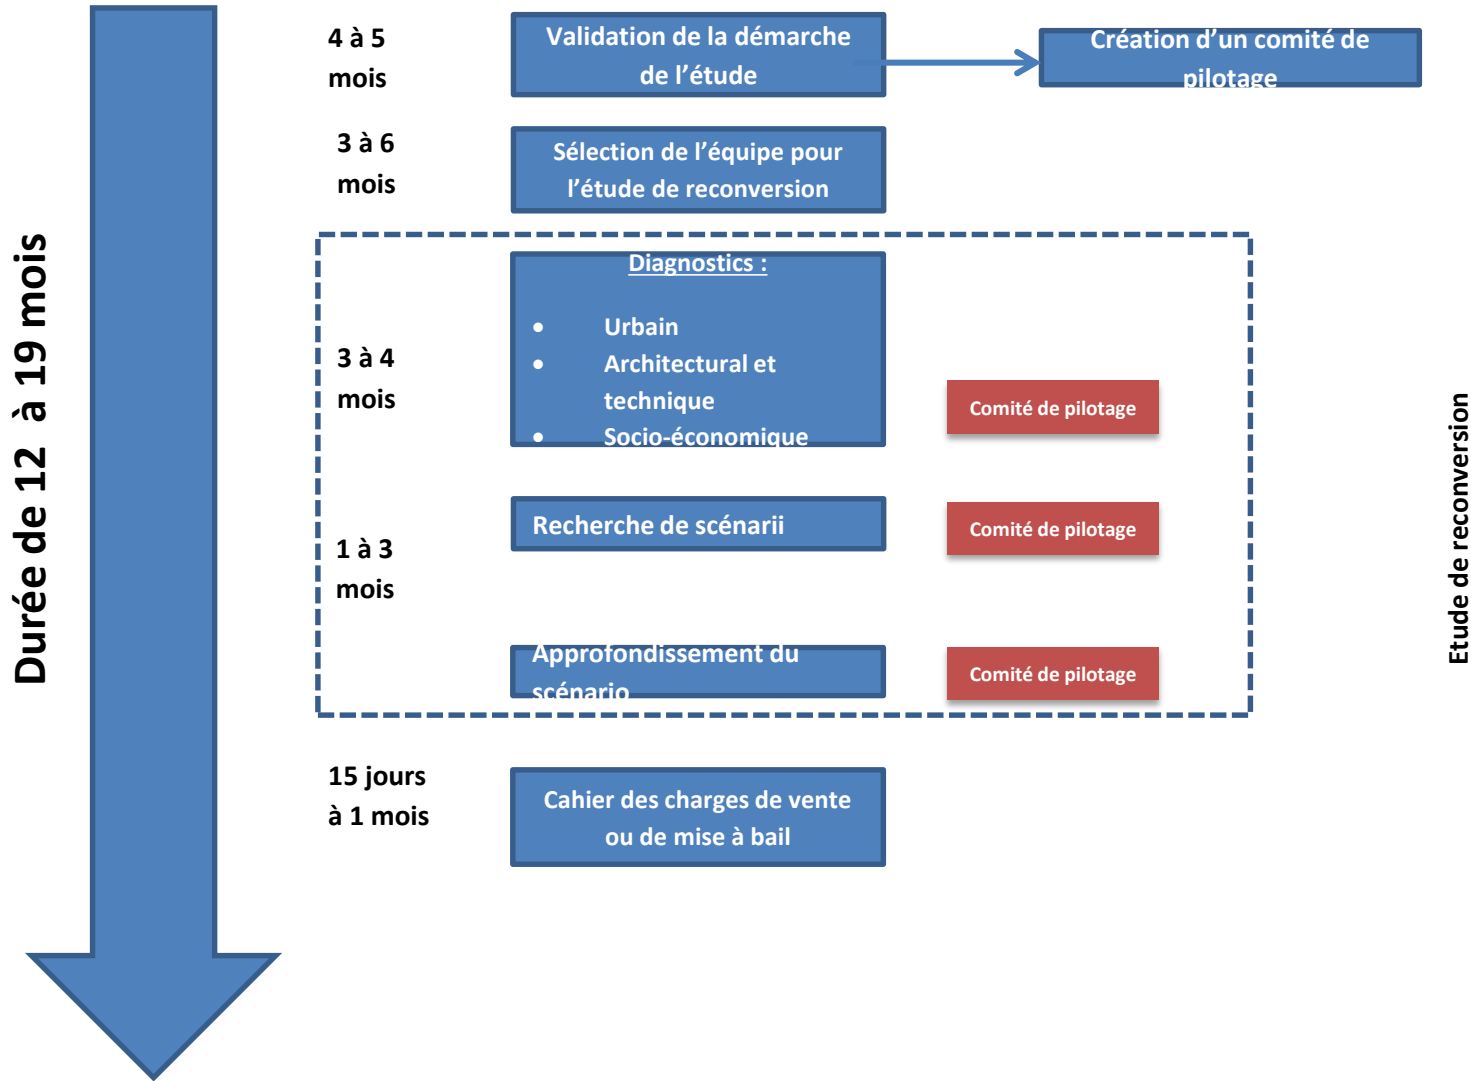 Durée de 12 à 19 mois
4 à 5
mois
Validation de la démarche
de l’étude
Création d’un comité de
pilotage
3 à 6
mois
Sélection de l’équipe pour
l’étude de reconversion
3 à 4
mois
Diagnostics :
• Urbain
• Architectural et
technique
• Socio-économique
Comité de pilotage
1 à 3
mois
Recherche de scénarii
Comité de pilotage
Approfondissement du
scénario
Comité de pilotage
Etude de reconversion
15 jours
à 1 mois
Cahier des charges de vente
ou de mise à bail